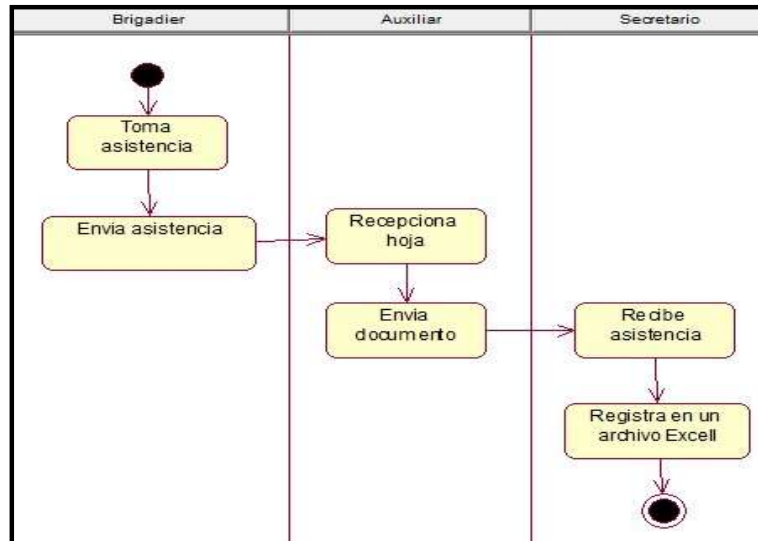 Brigadier
Auxiliar
Secretario
Toma
asistencia
Envia asistencia
Recepciona
hoja
Envia
documento
Recibe
asistencia
Registra en un
archivo Excell